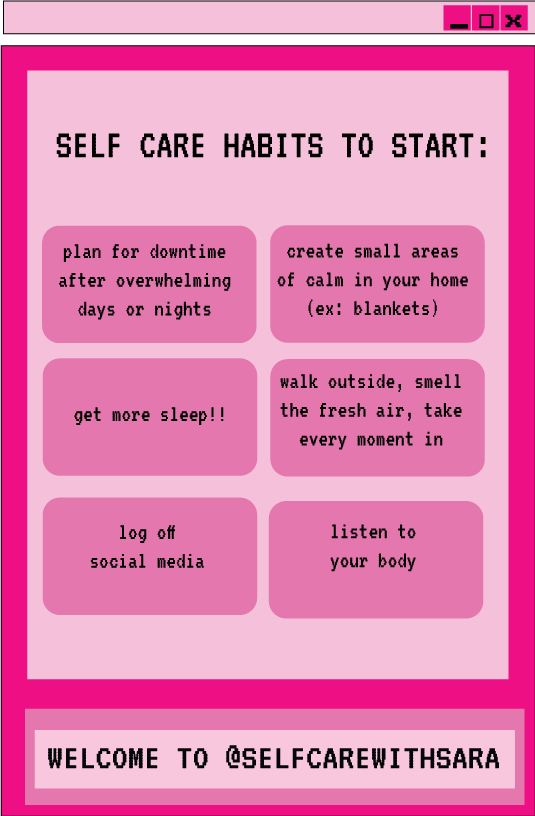 SELF CARE HABITS TO START:
plan for downtime
after overwhelming
days or nights
create small areas
of calm in your home
(ex: blankets)
get more sleep!!
walk outside, smell
the fresh air, take
every moment in
log off
social media
listen to
your body
WELCOME TO @SELFCAREWITHSARA